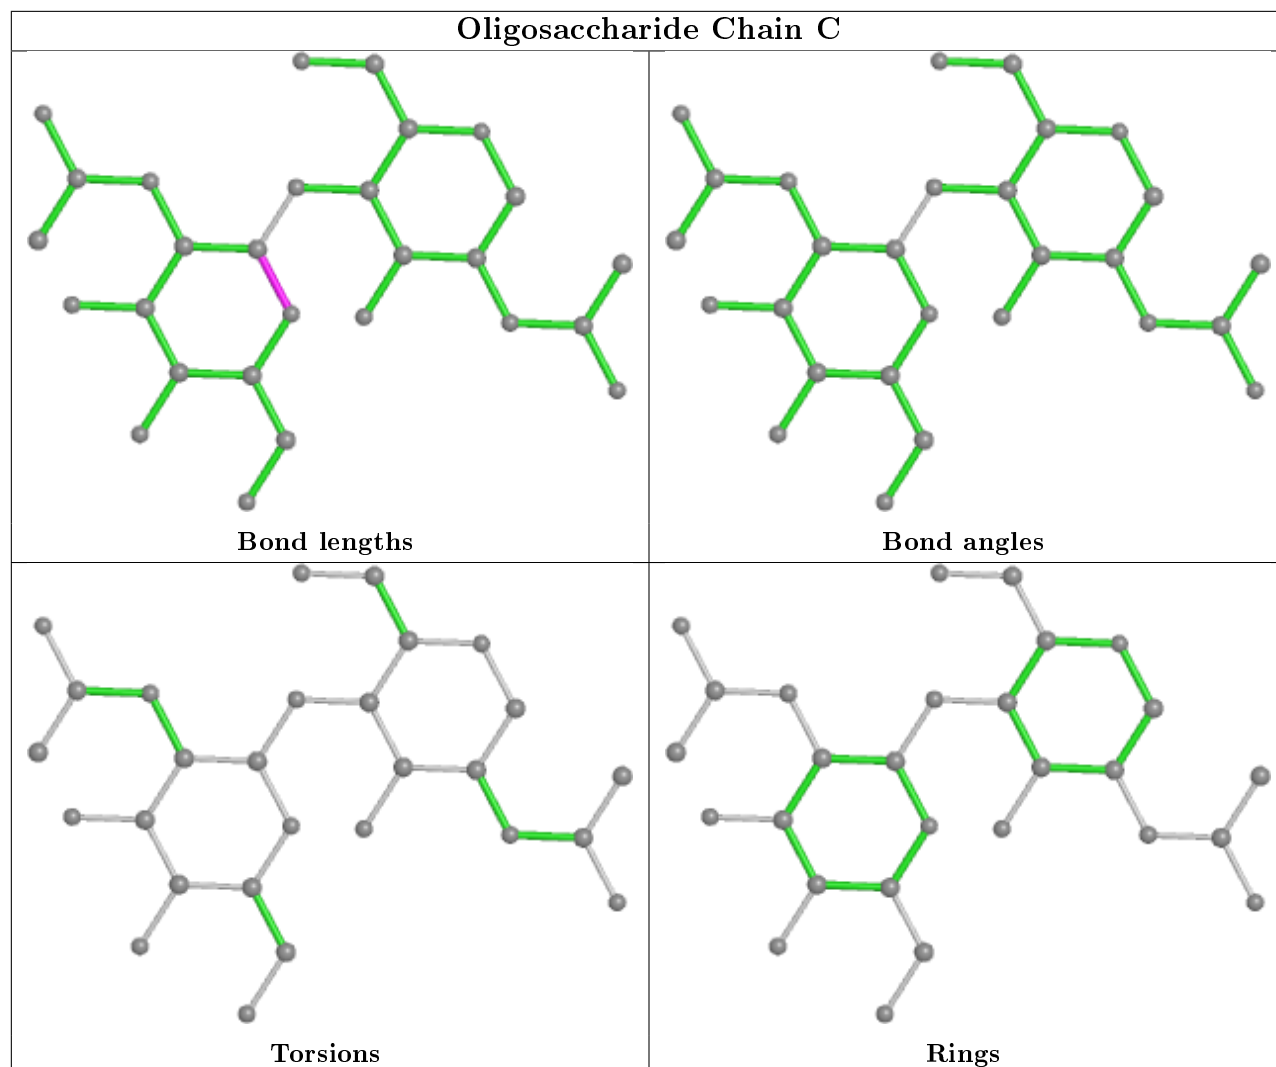 Oligosaccharide Chain C
Bond lengths
Bond angles
Torsions
Rings